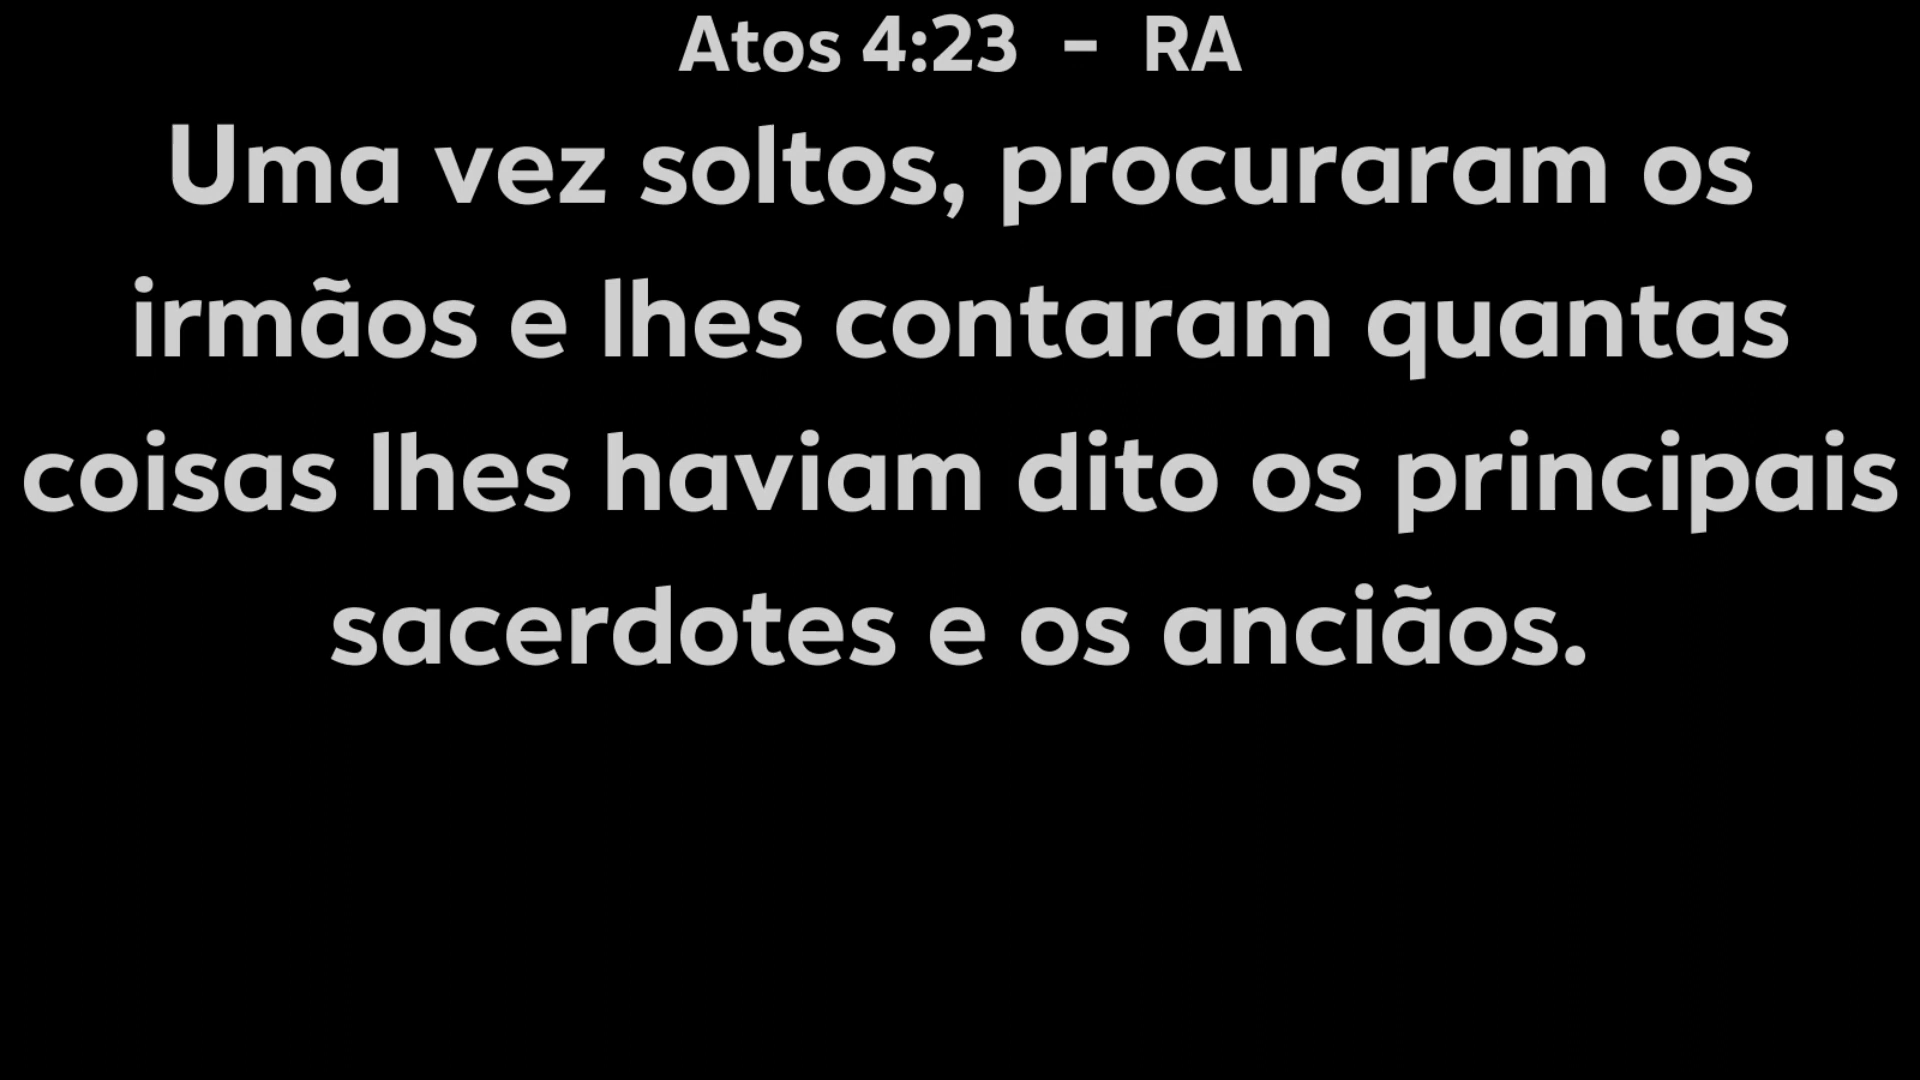 Atos 4:23 - RA
Uma vez soltos, procuraram os
irmãos e lhes contaram quantas
coisas lhes haviam dito os principais
sacerdotes e os anciãos.